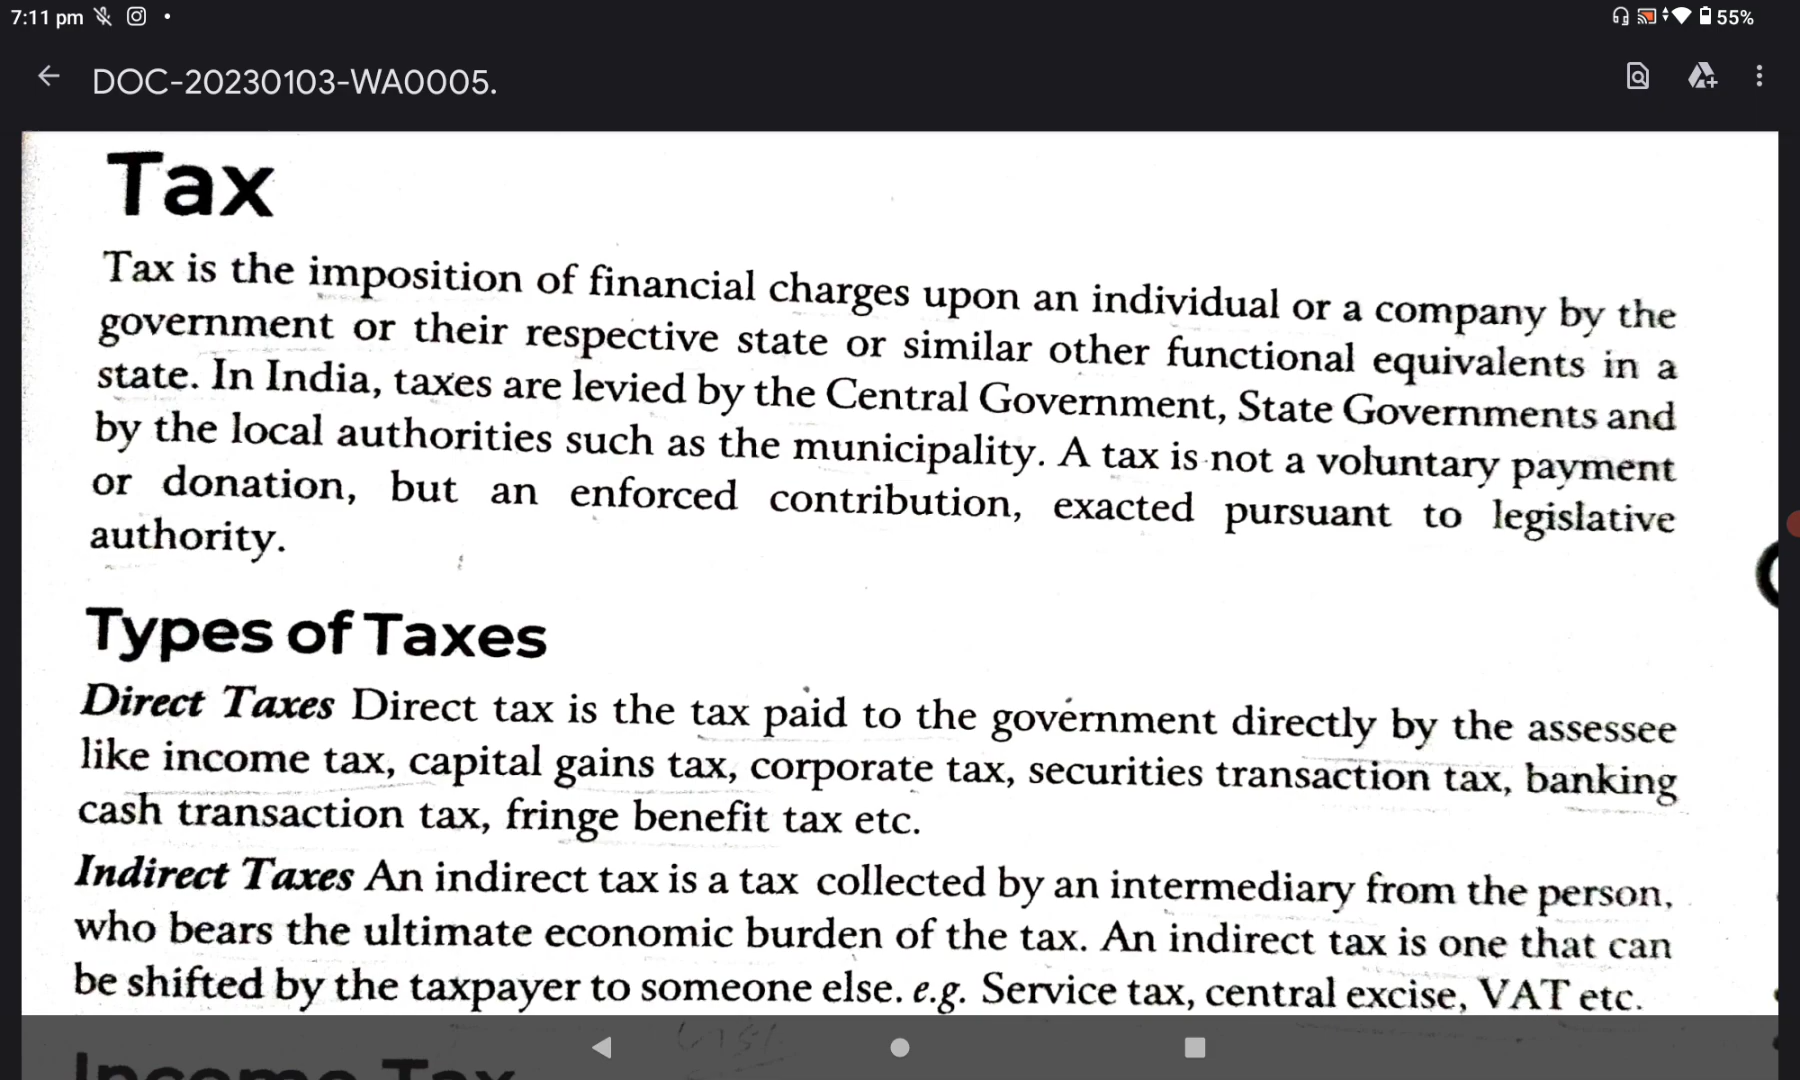 7:11 pm
55%
DOC-20230103-WA0005.
Tax
Tax is the imposition of financial charges upon an individual or a company by the
government or their respective state or similar other functional equivalents in a
state. In India, taxes are levied by the Central Government, State Governments and
by the local authorities such as the municipality. A tax is not a voluntary payment
or donation, but an enforced contribution, exacted pursuant to legislative
authority.
Types of Taxes
Direct Taxes Direct tax is the tax paid to the government directly by the assessee
like income tax, capital gains tax, corporate tax, securities transaction tax, banking
cash transaction tax, fringe benefit tax etc.
Indirect Taxes An indirect tax is a tax collected by an intermediary from the person,
who bears the ultimate economic burden of the tax. An indirect tax is one that can
be shifted by the taxpayer to someone else. e.g. Service tax, central excise, VAT etc.
Income Tax